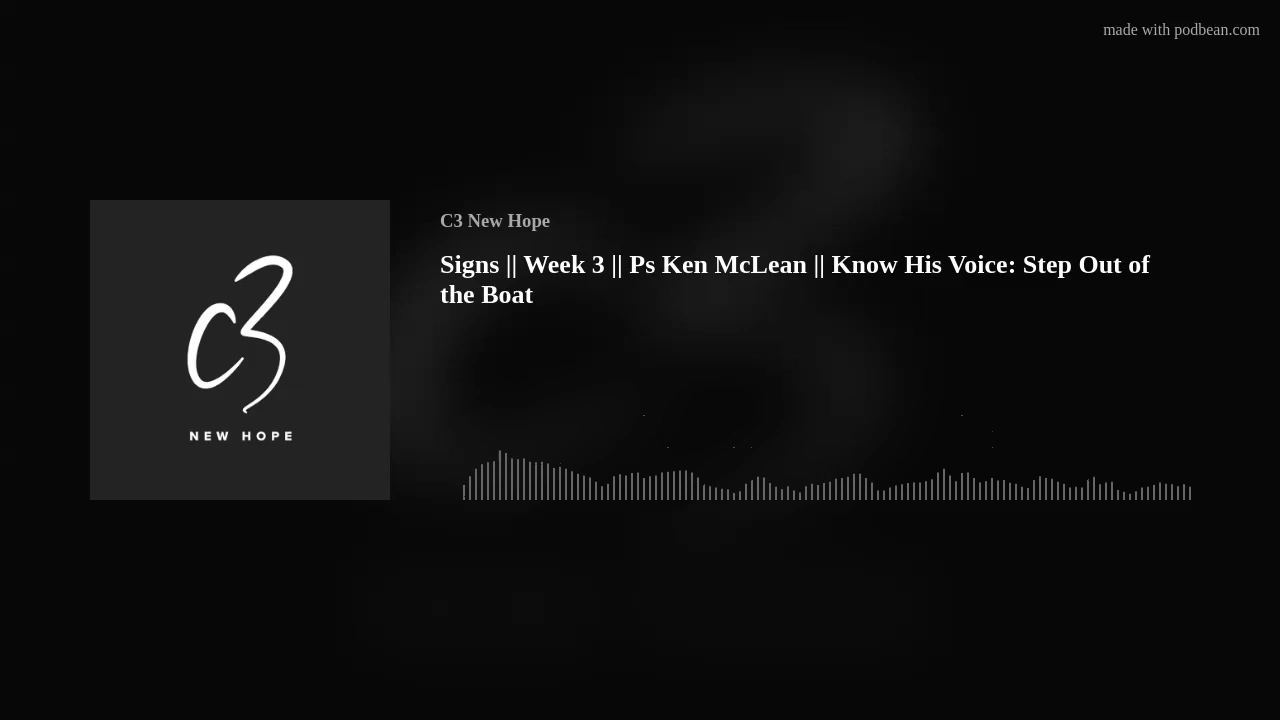 made with podbean.com
C3 New Hope
Signs || Week 3 || Ps Ken McLean || Know His Voice: Step Out of
the Boat
c3
NEW HOPE